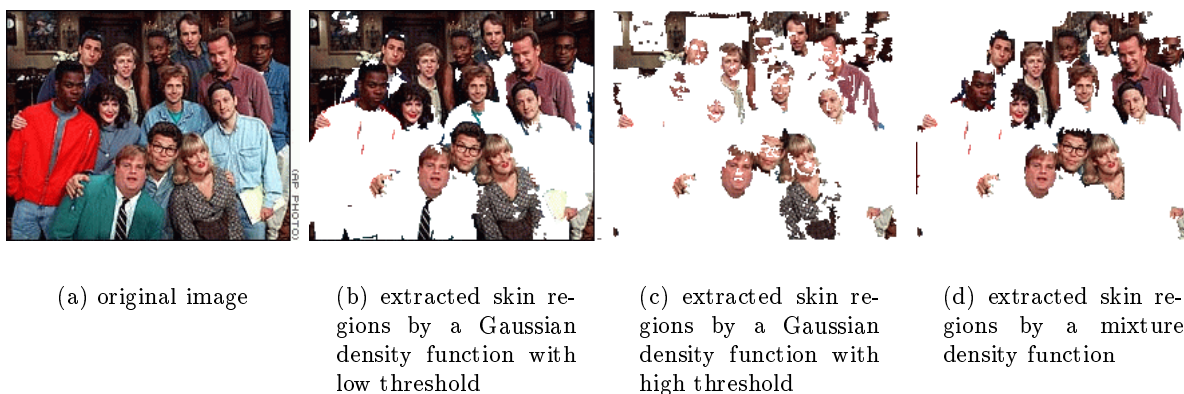 (AP PHOTO)
(a) original image
(b) extracted skin re-
gions by a Gaussian
density function with
low threshold
(c) extracted skin re-
gions by a Gaussian
density function with
high threshold
(d) extracted skin re-
gions by a mixture
density function